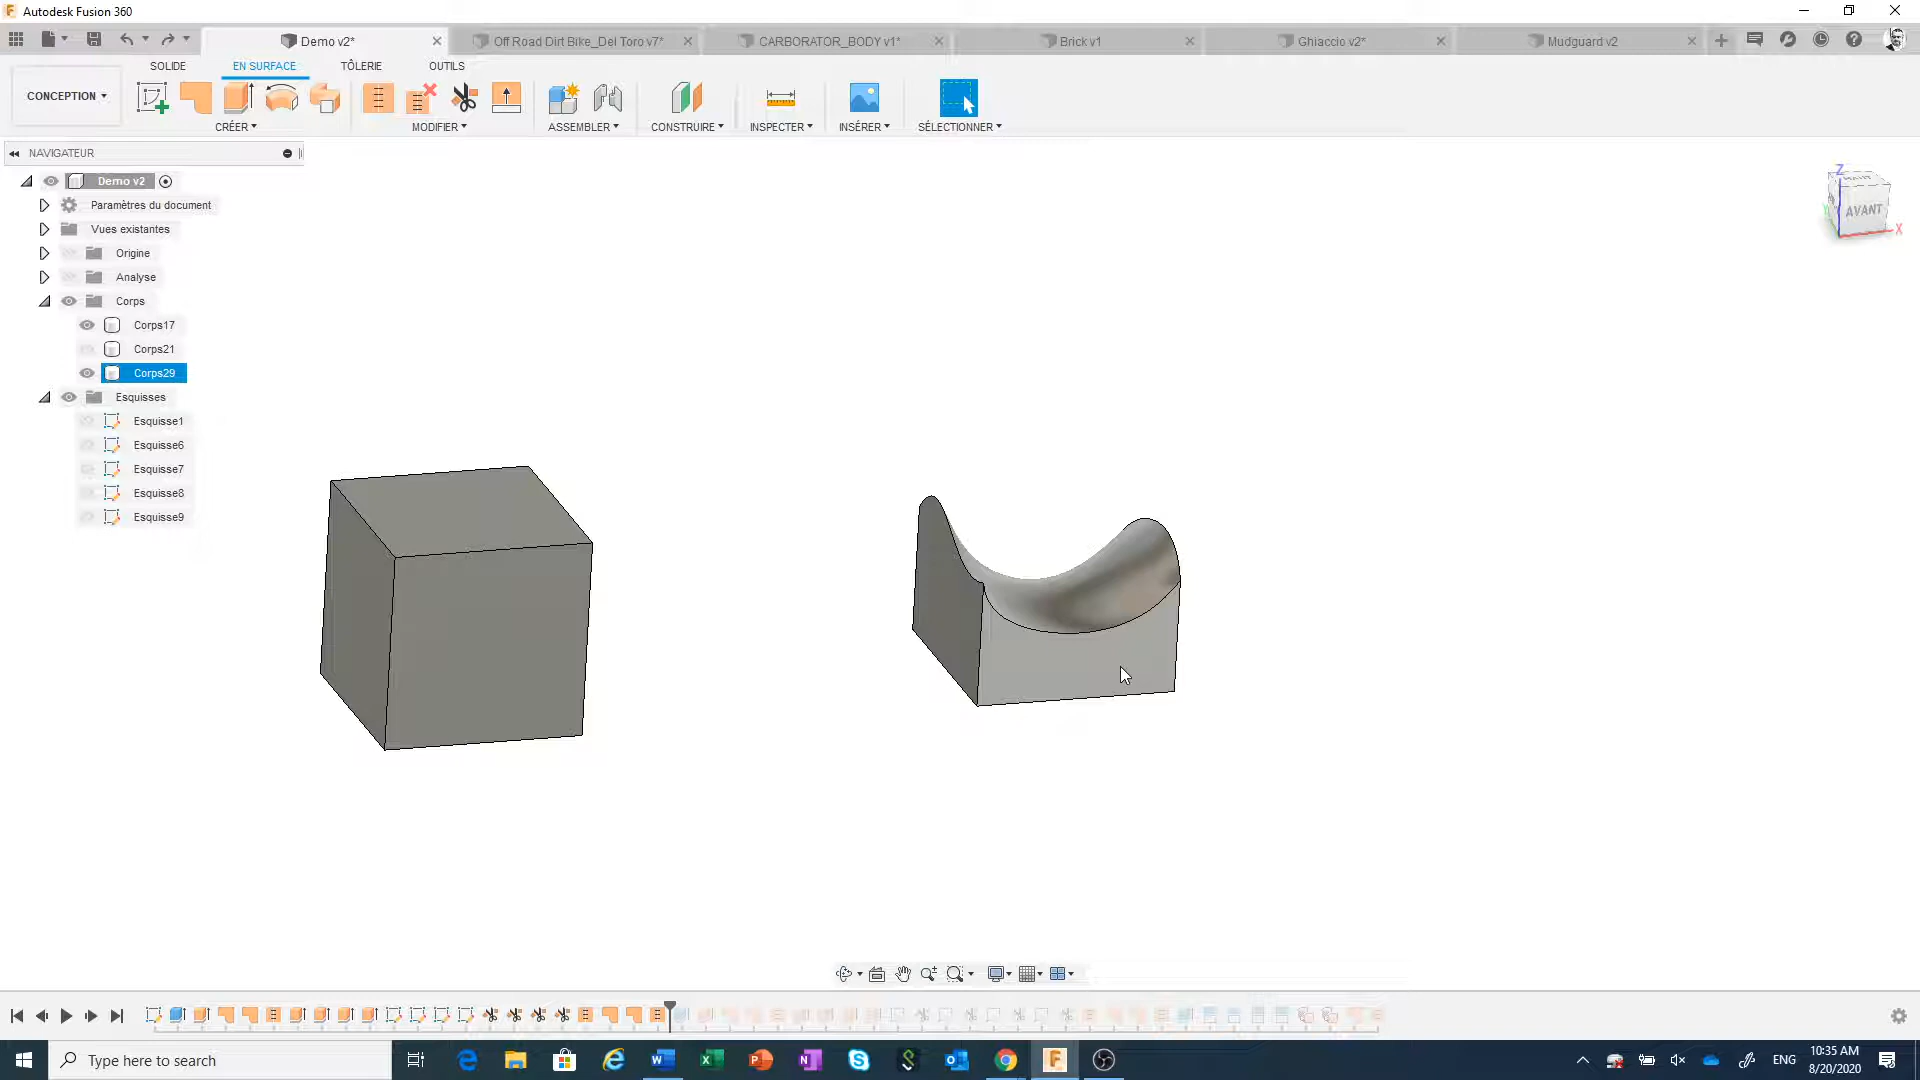 Autodesk Fusion 360
Demo v2*
Off Road Dirt Bike_Del Toro v7*
CARBORATOR_BODY v1*
Brick v1
Ghiaccio v2*
Mudguard v2
SOLIDE
EN SURFACE
TÔLERIE
OUTILS
CONCEPTION
CRÉER
MODIFIER
ASSEMBLER
CONSTRUIRE
INSPECTER
INSÉRER
SÉLECTIONNER
NAVIGATEUR
Demo v2
Paramètres du document
Vues existantes
Origine
Analyse
Corps
Corps17
Corps21
Corps29
Esquisses
Esquisse1
Esquisse6
Esquisse7
Esquisse8
Esquisse9
Z
HAUT
AVANT
X
Type here to search
ENG
10:35 AM
8/20/2020